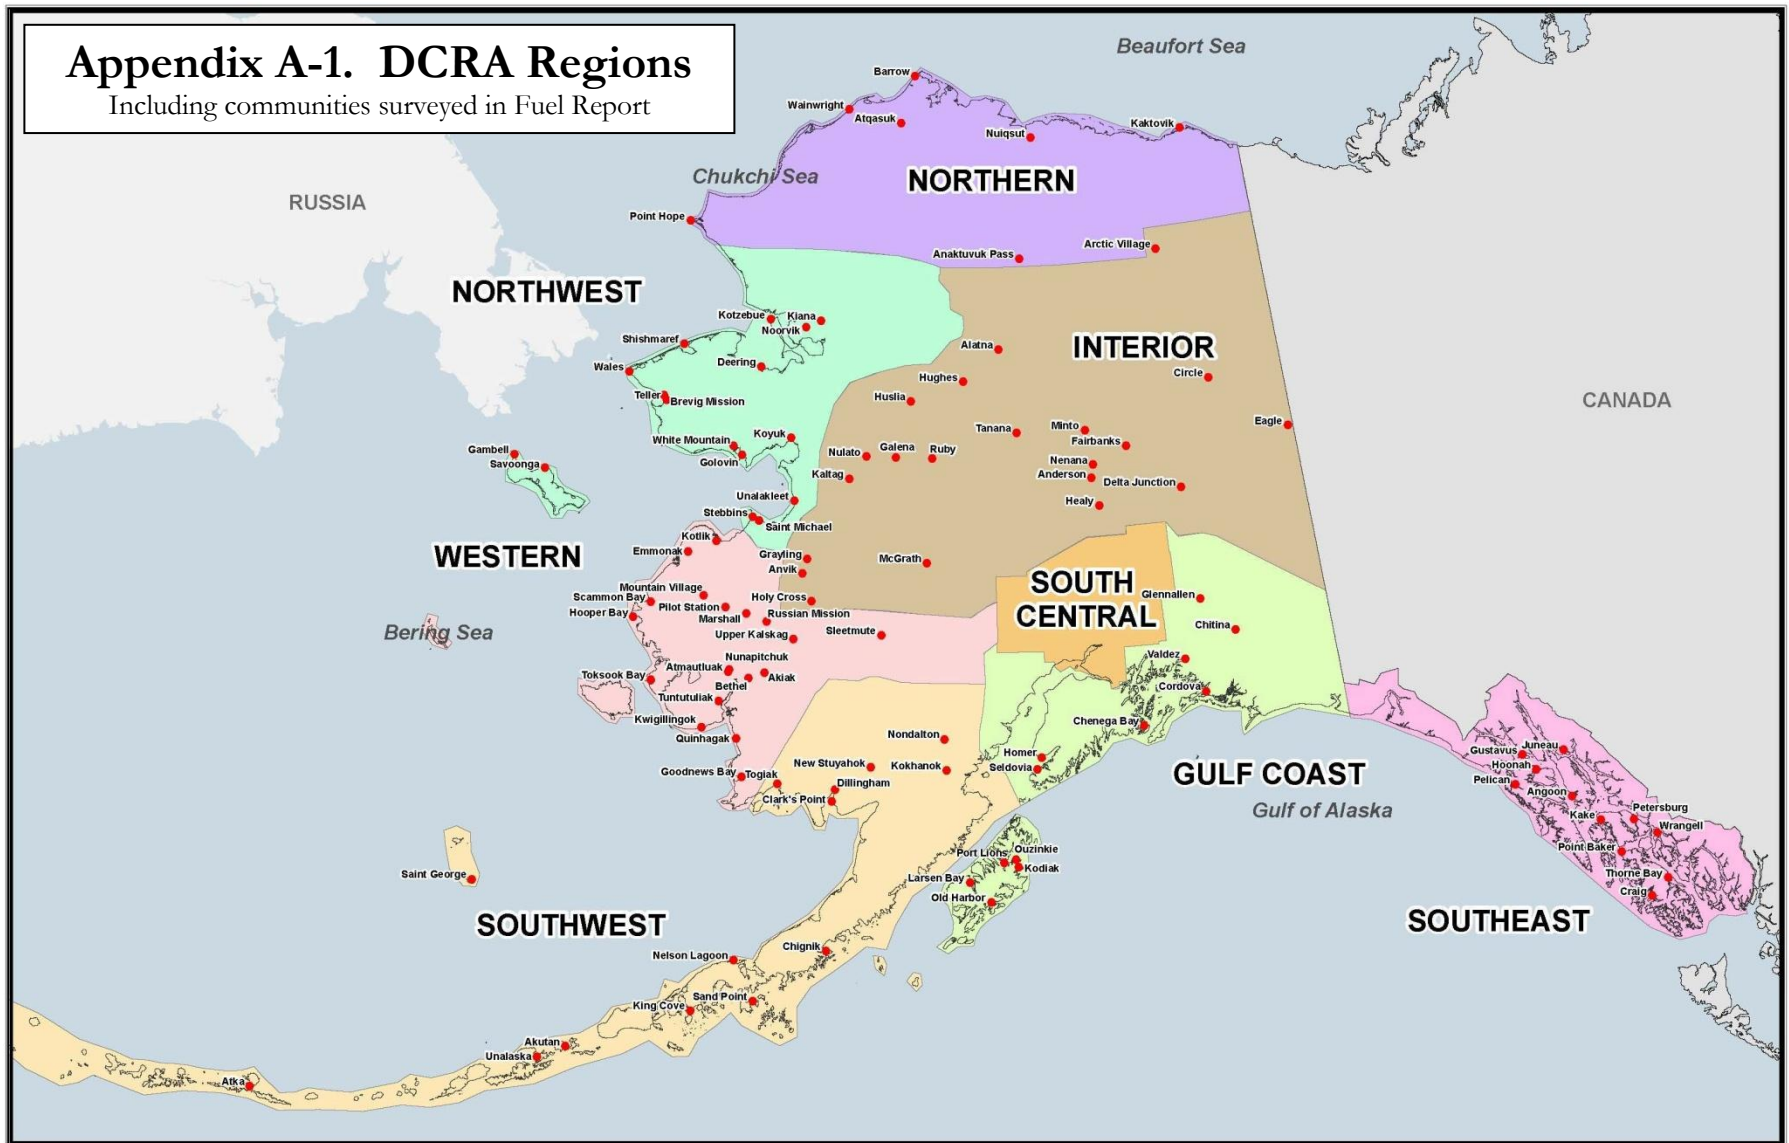 Appendix A-1.  DCRA Regions
Including communities surveyed in Fuel Report
Beaufort Sea
Barrow
Wainwright
Atqasuk
Nuiqsut
Kaktovik
Chukchi Sea
NORTHERN
RUSSIA
Point Hope
Anaktuvuk Pass
Arctic Village
NORTHWEST
Kotzebue
Kiana
Noorvik
Shishmaref
Deering
Wales
Teller
Brevig Mission
White Mountain
Koyuk
Golovin
Gambell
Savoonga
Unalakleet
Stebbins
Saint Michael
INTERIOR
Alatna
Hughes
Huslia
Circle
Eagle
Tanana
Minto
Fairbanks
Nulato
Galena
Ruby
Kaltag
Nenana
Anderson
Delta Junction
Healy
McGrath
Grayling
Anvik
Holy Cross
CANADA
WESTERN
Kotlik
Emmonak
Mountain Village
Scammon Bay
Hooper Bay
Pilot Station
Marshall
Russian Mission
Upper Kalskag
Sleetmute
Bering Sea
Nunapitchuk
Atmautluak
Akiak
Bethel
Toksook Bay
Tuntutuliak
Kwigillingok
Quinhagak
Goodnews Bay
SOUTH
CENTRAL
Glennallen
Chitina
Valdez
Cordova
Chenega Bay
Homer
Seldovia
GULF COAST
Gulf of Alaska
Port Lions
Ouzinkie
Kodiak
Larsen Bay
Old Harbor
Nondalton
New Stuyahok
Kokhanok
Togiak
Dillingham
Clark's Point
Saint George
SOUTHWEST
Chignik
Nelson Lagoon
Sand Point
King Cove
Akutan
Unalaska
Atka
Gustavus
Juneau
Hoonah
Pelican
Angoon
Kake
Petersburg
Wrangell
Point Baker
Thorne Bay
Craig
SOUTHEAST